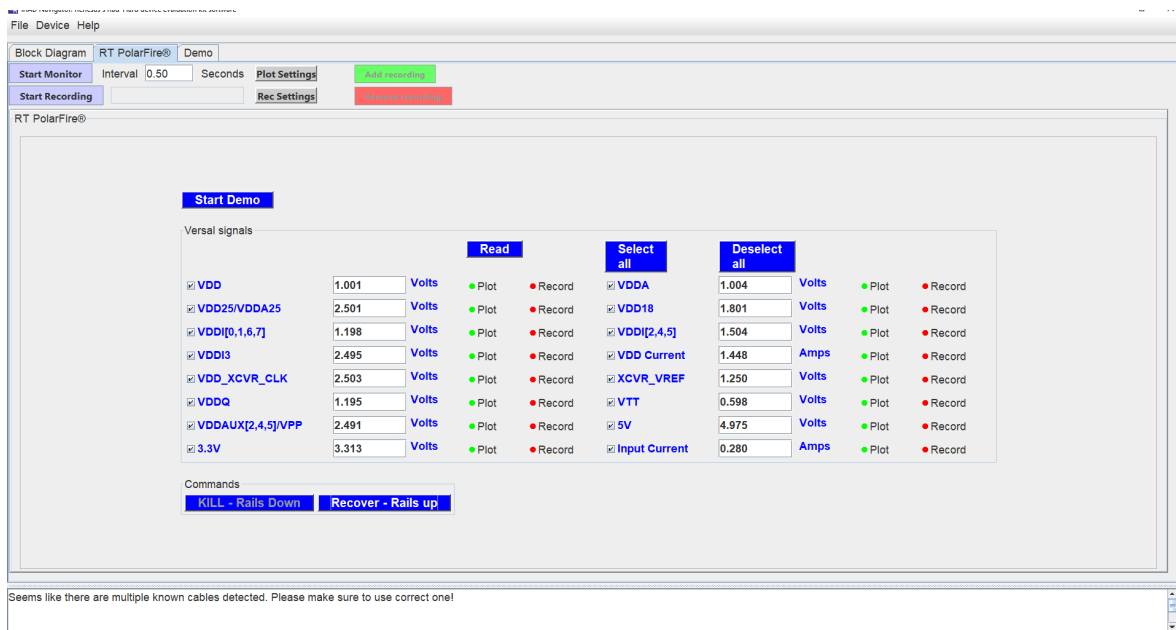 File Device Help
Block Diagram RT PolarFire® Demo
Start Monitor Interval 0.50 Seconds Plot Settings Add recording
Start Recording Rec Settings
RT PolarFire®
Start Demo
Versal signals
Read Select all Deselect all
VDD 1.001 Volts Plot Record VDDA 1.004 Volts Plot Record
VDD25/VDDA25 2.501 Volts Plot Record VDD18 1.801 Volts Plot Record
VDDI[0,1,6,7] 1.198 Volts Plot Record VDDI[2,4,5] 1.504 Volts Plot Record
VDDI3 2.495 Volts Plot Record VDD Current 1.448 Amps Plot Record
VDD_XCVR_CLK 2.503 Volts Plot Record XCVR_VREF 1.250 Volts Plot Record
VDDQ 1.195 Volts Plot Record VTT 0.598 Volts Plot Record
VDDAUX[2,4,5]/VPP 2.491 Volts Plot Record 5V 4.975 Volts Plot Record
3.3V 3.313 Volts Plot Record Input Current 0.280 Amps Plot Record
Commands
KILL - Rails Down Recover - Rails up
Seems like there are multiple known cables detected. Please make sure to use correct one!